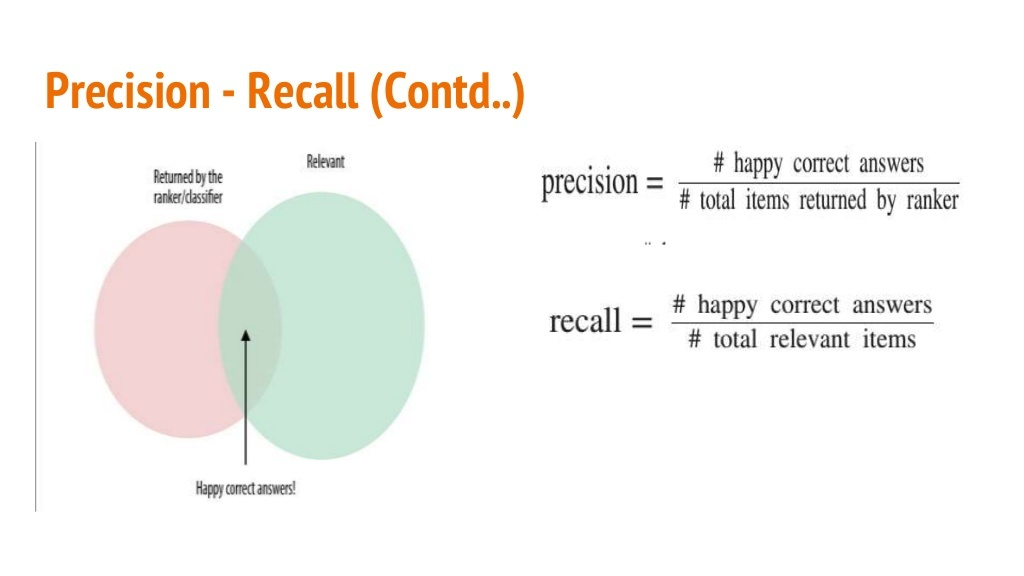 Precision - Recall (Contd..)
Returned by the
ranker/classifier
Relevant
Happy correct answers!
precision = # happy correct answers
# total items returned by ranker
recall = # happy correct answers
# total relevant items